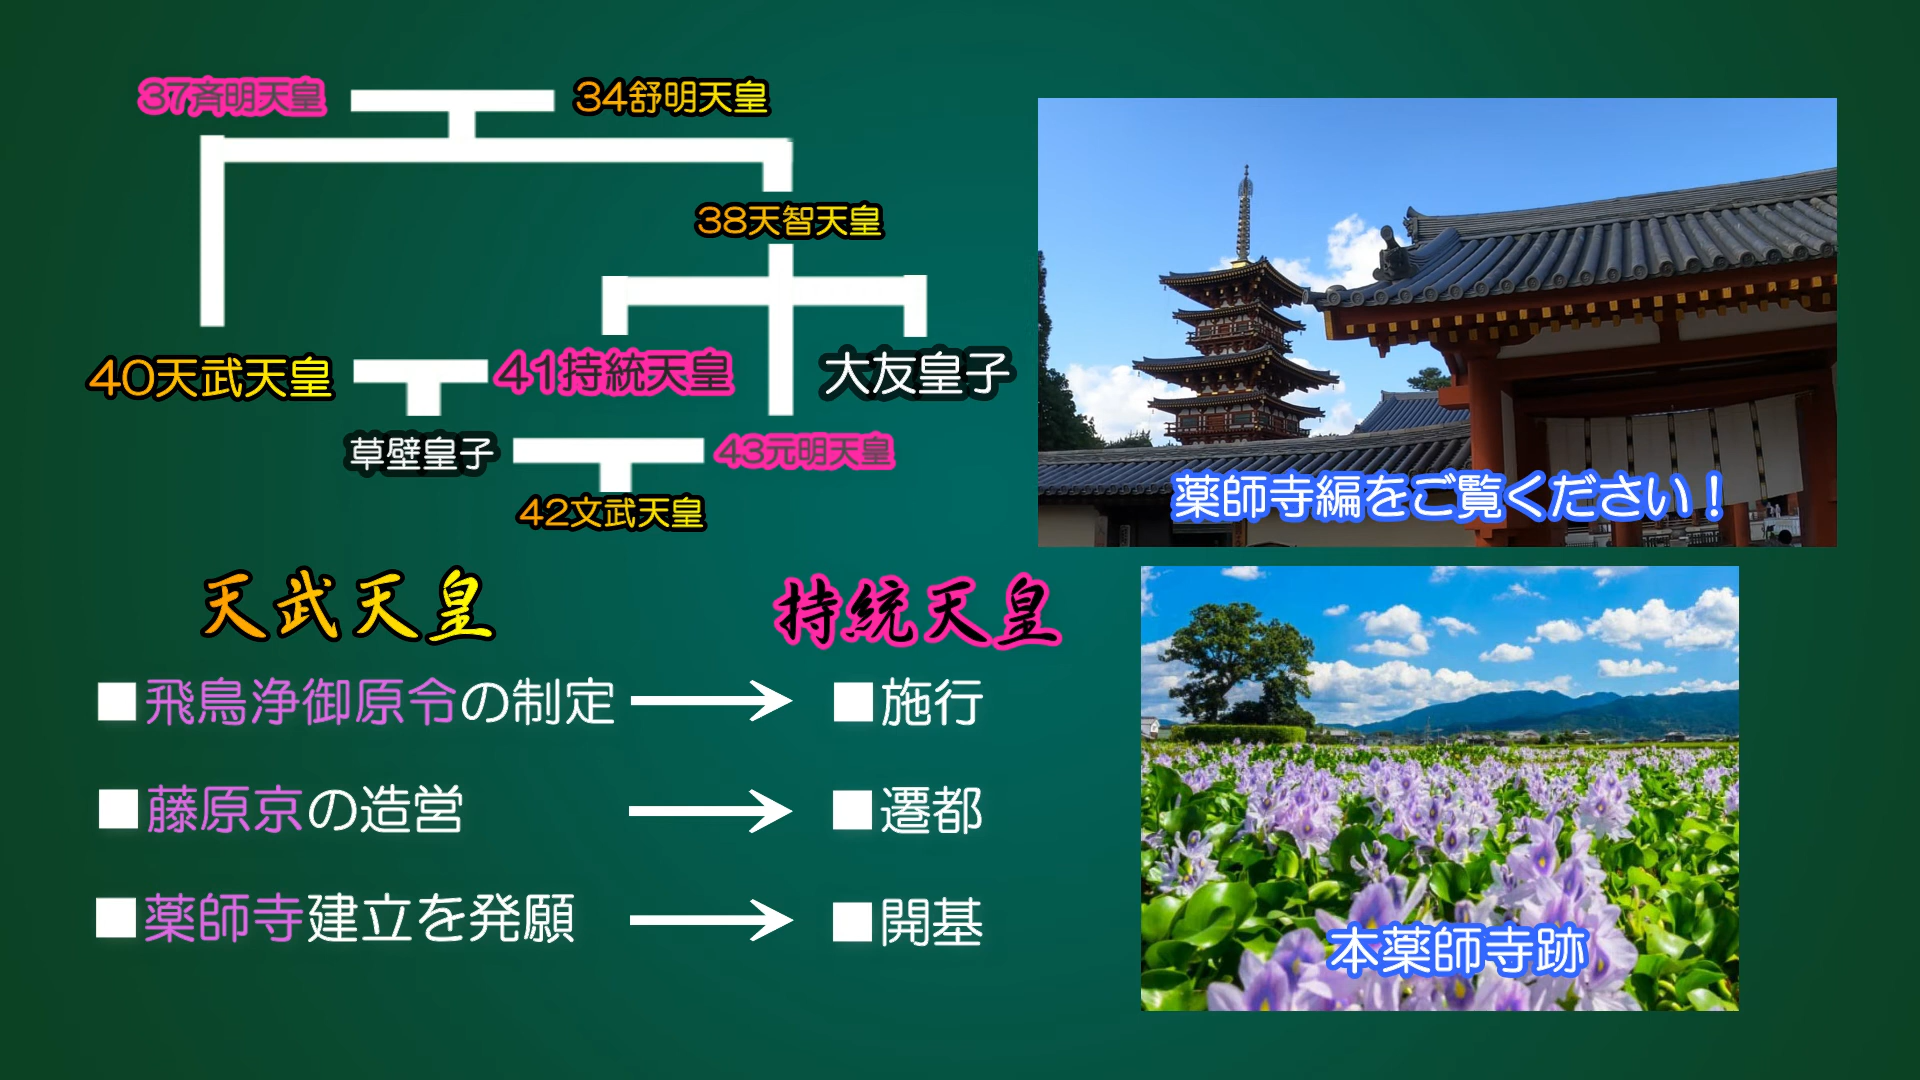 37斉明天皇
34舒明天皇
38天智天皇
40天武天皇
41持統天皇
大友皇子
草壁皇子
43元明天皇
42文武天皇
薬師寺編をご覧ください!
天武天皇
持統天皇
■飛鳥浄御原令の制定
■施行
■藤原京の造営
■遷都
■薬師寺建立を発願
■開基
本薬師寺跡